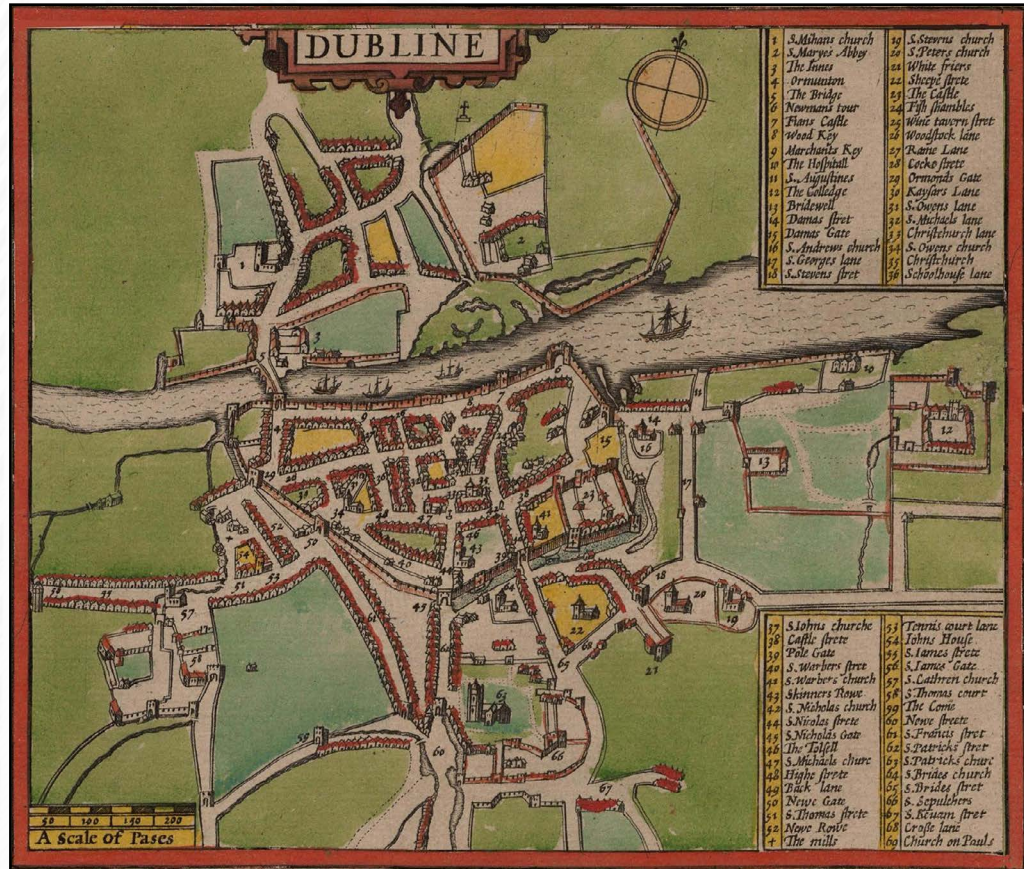 DUBLINE
1 S.Mihans church
2 S.Maryes Abbey
3 The Innes
4 Ormunton
5 The Bridge
6 Newmans tour
7 Fians Castle
8 Wood Key
9 Marchants Key
10 The Hospitall
11 S. Augustines
12 The Colledge
13 Bridewell
14 Damas stret
15 Damas Gate
16 S. Andrews church
17 S. Georges lane
18 S. Stevens stret
19 S. Stevens church
20 S. Peters church
21 White friers
22 Sheepe strete
23 The Castle
24 Fish shambles
25 Wine tavern stret
26 Woodstock lane
27 Rame Lane
28 Cocko strete
29 Ormonds Gate
30 Kaysars Lane
31 S. Owens lane
32 S. Michaels lane
33 Christchurch lane
34 S. Owens church
35 Christchurch
36 Schoolhouse lane
37 S. Iohns churche
38 Castle strete
39 Pole Gate
40 S. Warbers stret
41 S. Warbers church
43 Skinners Rowe
42 S. Nicholas church
44 S. Nicolas strete
45 S. Nicholas Gate
46 The Tolsell
47 S. Michaels churc
48 Highe strete
49 Back lane
50 Newe Gate
51 S. Thomas strete
52 Newe Rowe
+ The mills
53 Tennis court lane
54 Iohns House
55 S. Iames strete
56 S. Iames Gate
57 S. Cathren church
58 S. Thomas court
59 The Come
60 Newe streete
61 S. Francis stret
62 S. Patricks stret
63 S. Patricks churc
64 S. Brides church
65 S. Brides stret
66 S. Sepulchers
67 S. Keuam stret
68 Crosse lane
69 Church on Pauls
50 100 150 200
A Scale of Pases